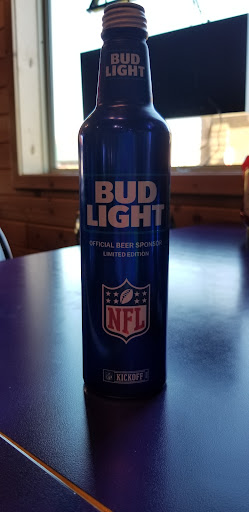 BUD
LIGHT
BUD
LIGHT
OFFICIAL BEER SPONSOR
LIMITED EDITION
NFL
KICKOFF